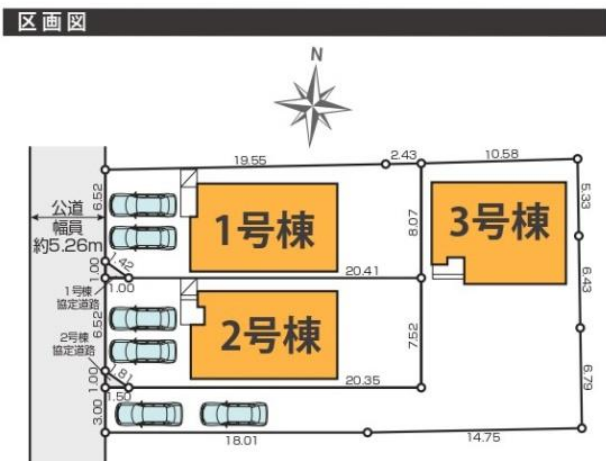 区画図
N
19.55
2.43
10.58
6.52
公道
幅員
約5.26m
1号棟
8.07
3号棟
5.33
1.42
1.00
1.00
20.41
6.43
1号棟
協定道路
6.52
2号棟
7.52
2号棟
協定道路
1.81
1.00
1.50
20.35
6.79
3.00
18.01
14.75